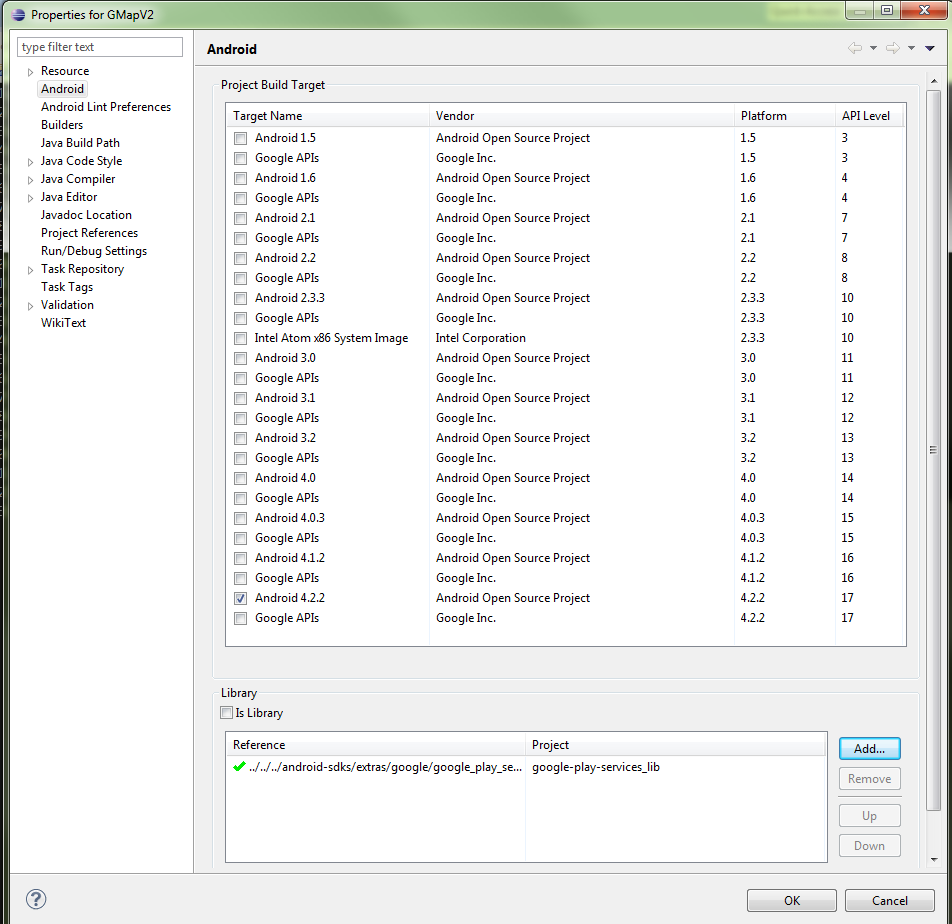 Properties for GMapV2
type filter text
Resource
Android
Android Lint Preferences
Builders
Java Build Path
Java Code Style
Java Compiler
Java Editor
Javadoc Location
Project References
Run/Debug Settings
Task Repository
Task Tags
Validation
WikiText
Android
Project Build Target
Target Name Vendor Platform API Level
Android 1.5 Android Open Source Project 1.5 3
Google APIs Google Inc. 1.5 3
Android 1.6 Android Open Source Project 1.6 4
Google APIs Google Inc. 1.6 4
Android 2.1 Android Open Source Project 2.1 7
Google APIs Google Inc. 2.1 7
Android 2.2 Android Open Source Project 2.2 8
Google APIs Google Inc. 2.2 8
Android 2.3.3 Android Open Source Project 2.3.3 10
Google APIs Google Inc. 2.3.3 10
Intel Atom x86 System Image Intel Corporation 2.3.3 10
Android 3.0 Android Open Source Project 3.0 11
Google APIs Google Inc. 3.0 11
Android 3.1 Android Open Source Project 3.1 12
Google APIs Google Inc. 3.1 12
Android 3.2 Android Open Source Project 3.2 13
Google APIs Google Inc. 3.2 13
Android 4.0 Android Open Source Project 4.0 14
Google APIs Google Inc. 4.0 14
Android 4.0.3 Android Open Source Project 4.0.3 15
Google APIs Google Inc. 4.0.3 15
Android 4.1.2 Android Open Source Project 4.1.2 16
Google APIs Google Inc. 4.1.2 16
Android 4.2.2 Android Open Source Project 4.2.2 17
Google APIs Google Inc. 4.2.2 17
Library
Is Library
Reference Project
../../../android-sdks/extras/google/google_play_se... google-play-services_lib
Add...
Remove
Up
Down
?
OK Cancel